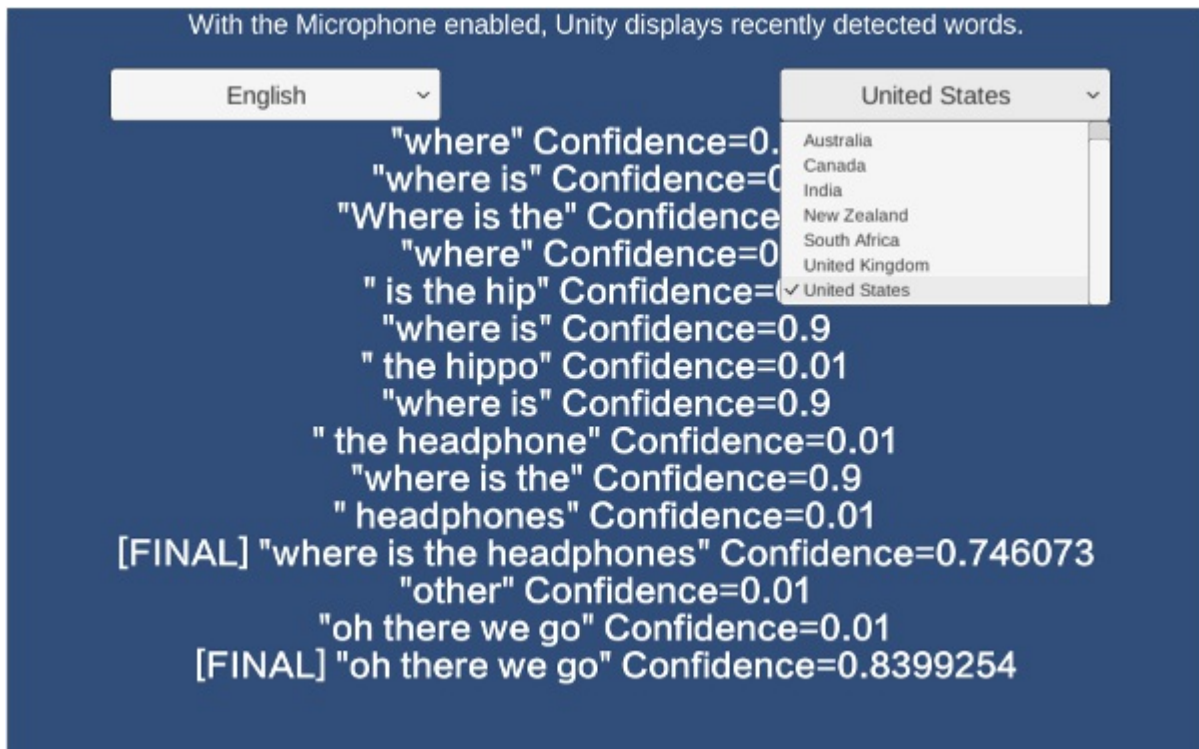 With the Microphone enabled, Unity displays recently detected words.
English
United States
Australia
Canada
India
New Zealand
South Africa
United Kingdom
United States
"where" Confidence=0.
"where is" Confidence=
"Where is the" Confidence
"where" Confidence=0
" is the hip" Confidence=
"where is" Confidence=0.9
" the hippo" Confidence=0.01
"where is" Confidence=0.9
" the headphone" Confidence=0.01
"where is the" Confidence=0.9
" headphones" Confidence=0.01
[FINAL] "where is the headphones" Confidence=0.746073
"other" Confidence=0.01
"oh there we go" Confidence=0.01
[FINAL] "oh there we go" Confidence=0.8399254